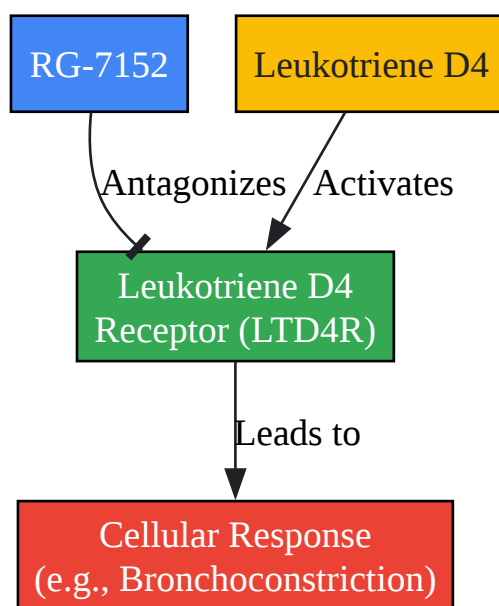 RG-7152
Leukotriene D4
Antagonizes
Activates
Leukotriene D4
Receptor (LTD4R)
Leads to
Cellular Response
(e.g., Bronchoconstriction)